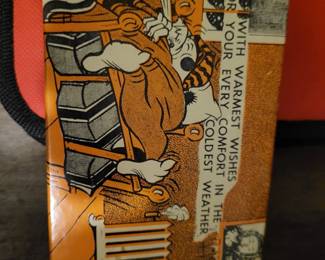 WITH WARMEST WISHES
FOR YOUR EVERY
COMFORT IN THE
COLDEST WEATHER